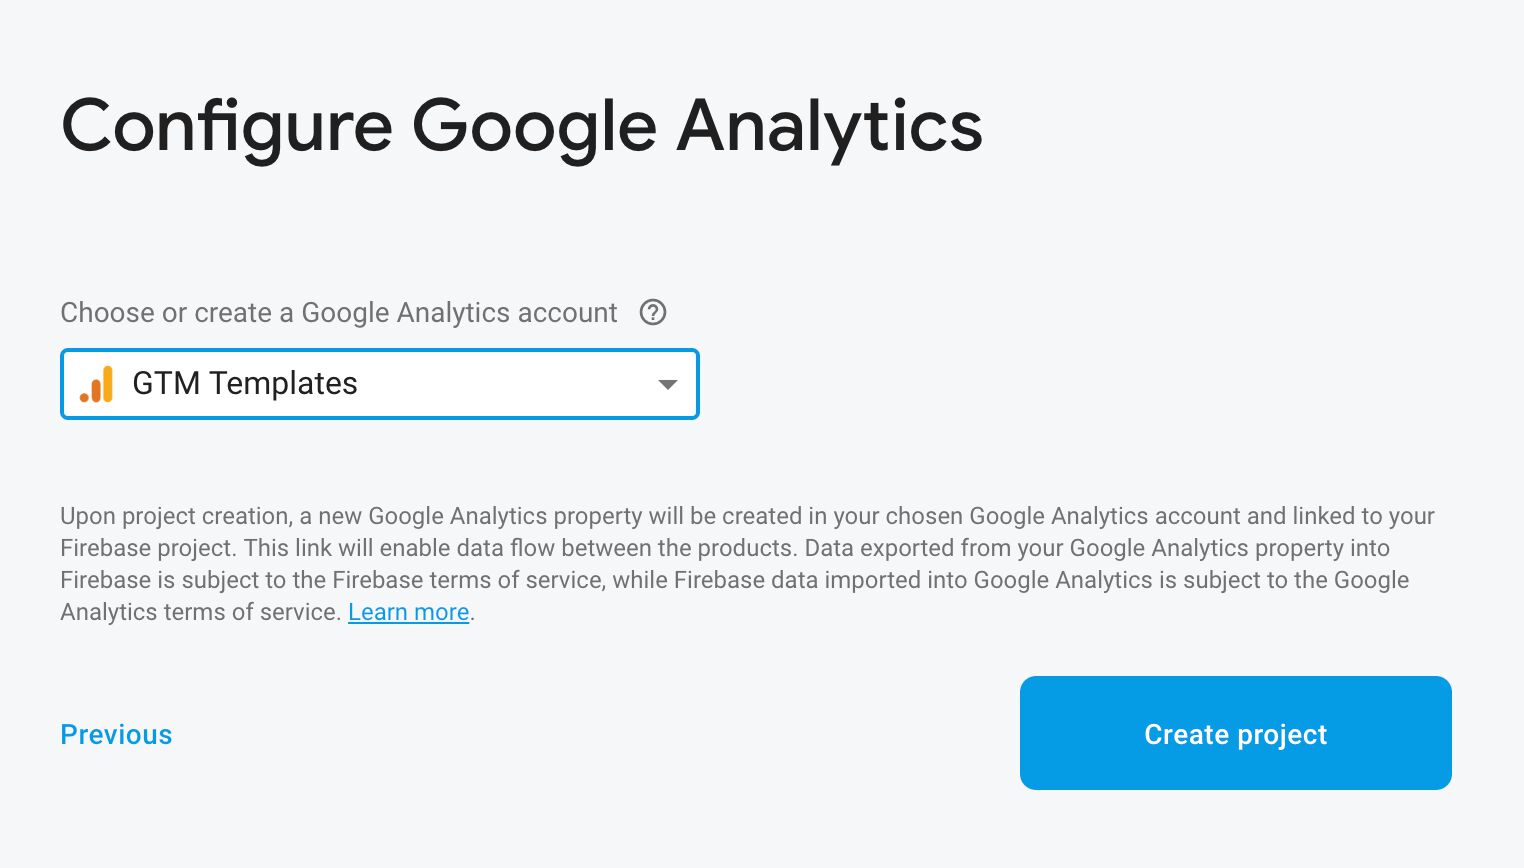 Configure Google Analytics
Choose or create a Google Analytics account
GTM Templates
Upon project creation, a new Google Analytics property will be created in your chosen Google Analytics account and linked to your
Firebase project. This link will enable data flow between the products. Data exported from your Google Analytics property into
Firebase is subject to the Firebase terms of service, while Firebase data imported into Google Analytics is subject to the Google
Analytics terms of service. Learn more.
Previous
Create project